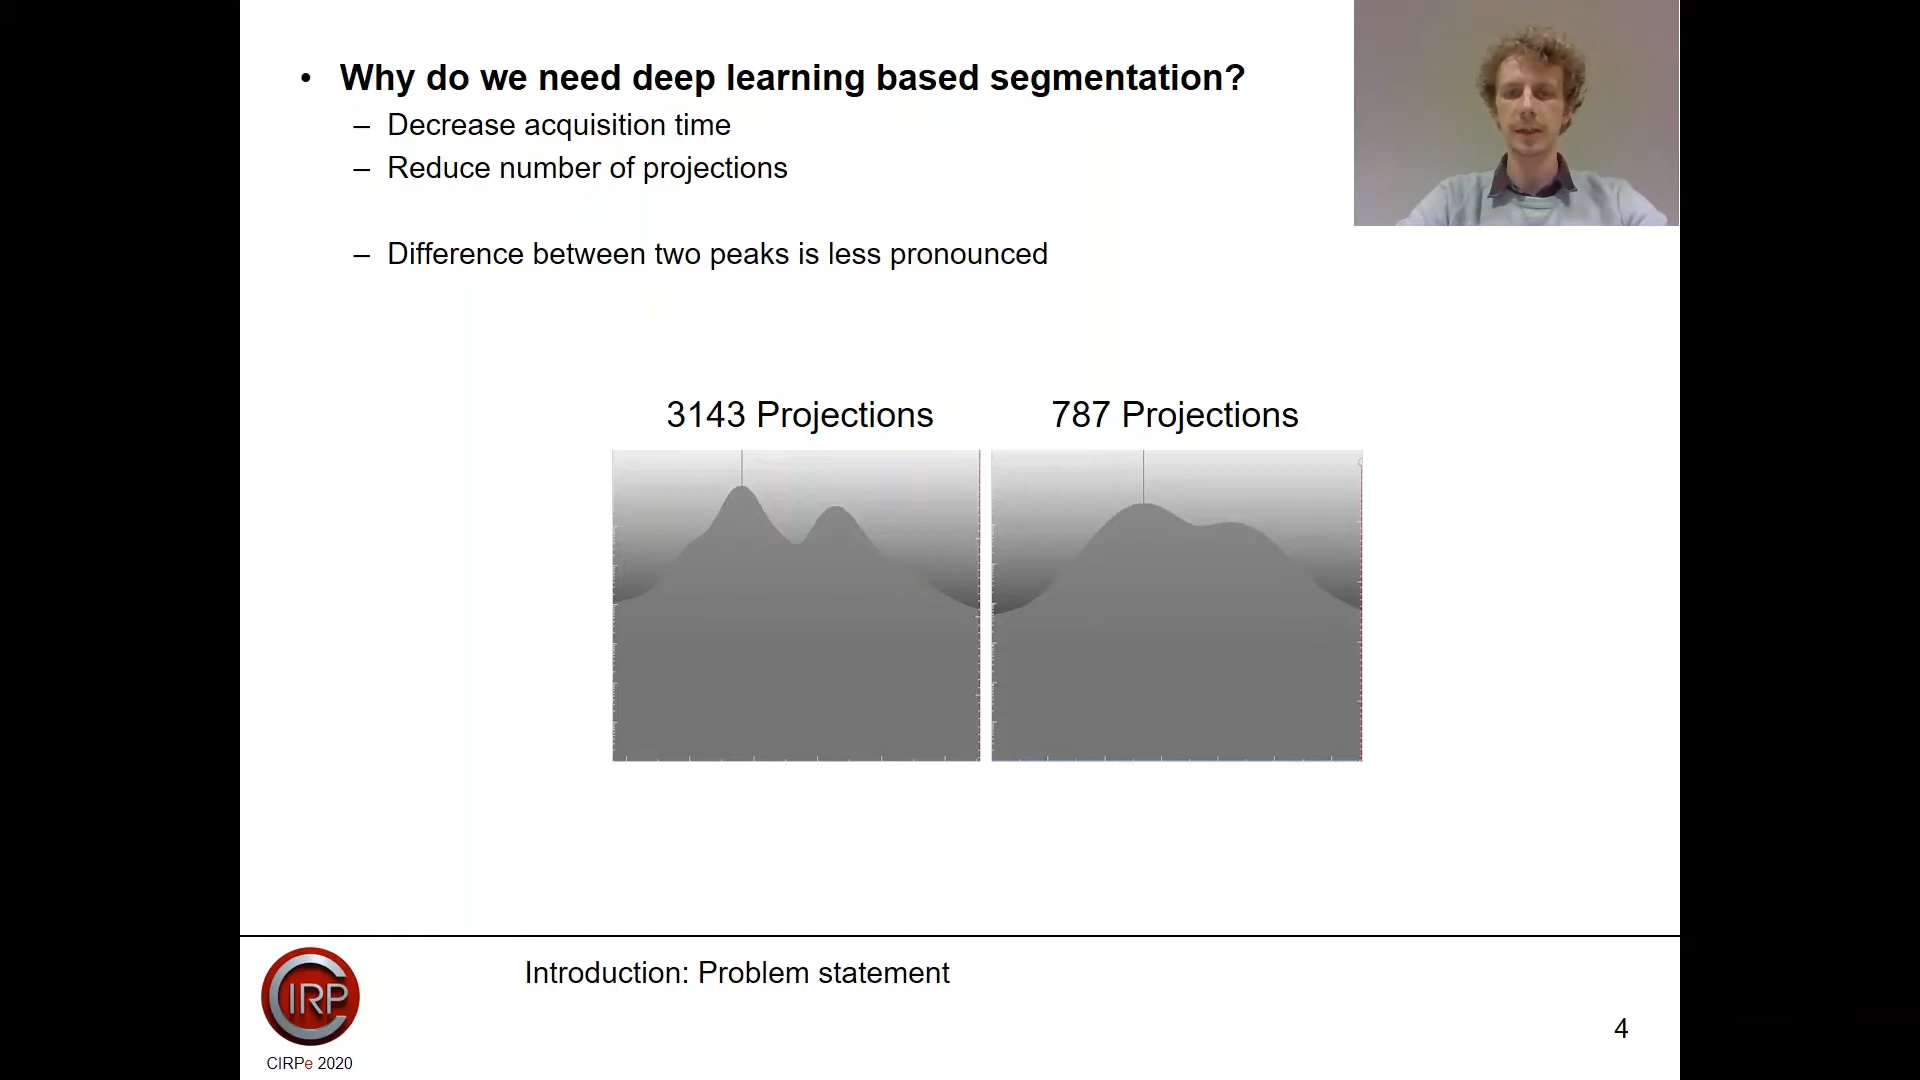 • Why do we need deep learning based segmentation?
– Decrease acquisition time
– Reduce number of projections
– Difference between two peaks is less pronounced
3143 Projections
787 Projections
CIRP
Introduction: Problem statement
4
CIRPe 2020